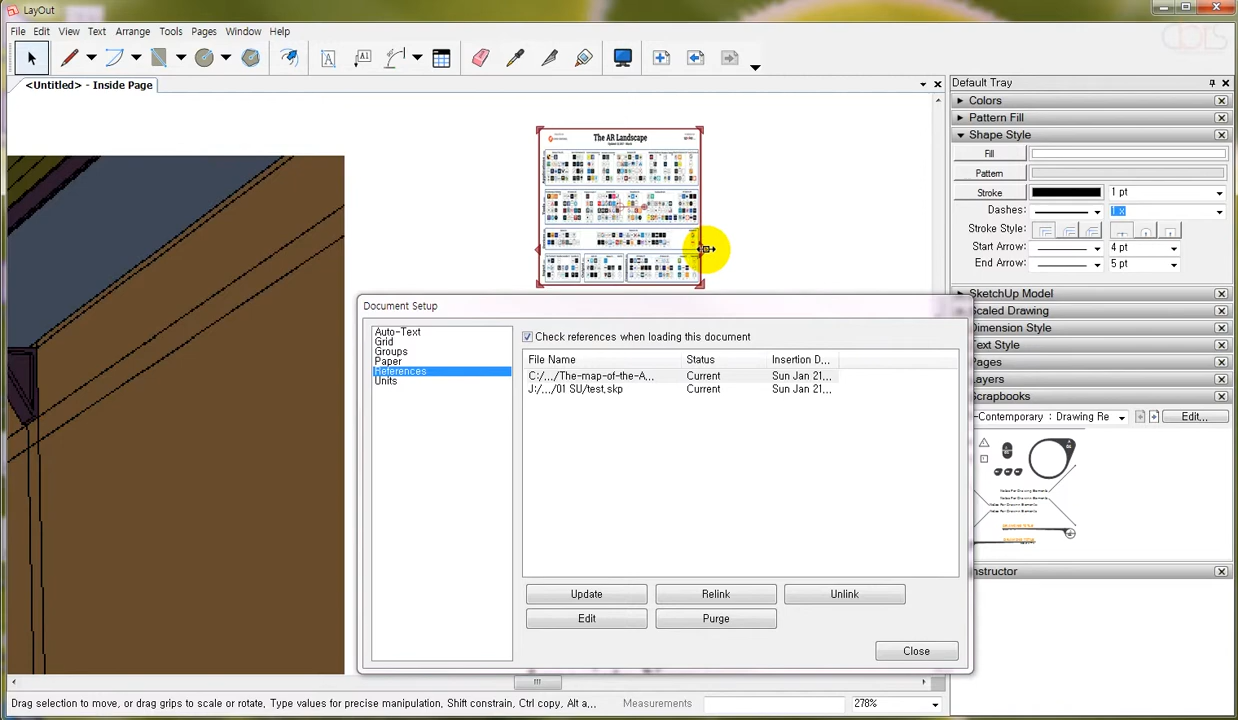 LayOut
File Edit View Text Arrange Tools Pages Window Help
<Untitled> - Inside Page
Default Tray
Colors
Pattern Fill
Shape Style
Fill
Pattern
Stroke 1 pt
Dashes: 1 x
Stroke Style:
Start Arrow: 4 pt
End Arrow: 5 pt
SketchUp Model
Scaled Drawing
Dimension Style
Text Style
Pages
Layers
Scrapbooks
-Contemporary : Drawing Re Edit...
nstructor
The AR Landscape
Document Setup
Auto-Text
Grid
Groups
Paper
References
Units
Check references when loading this document
File Name Status Insertion D...
C:/.../The-map-of-the-A... Current Sun Jan 21...
J:/.../01 SU/test.skp Current Sun Jan 21...
Update Relink Unlink
Edit Purge
Close
Drag selection to move, or drag grips to scale or rotate, Type values for precise manipulation, Shift constrain, Ctrl copy, Alt a... Measurements 278%